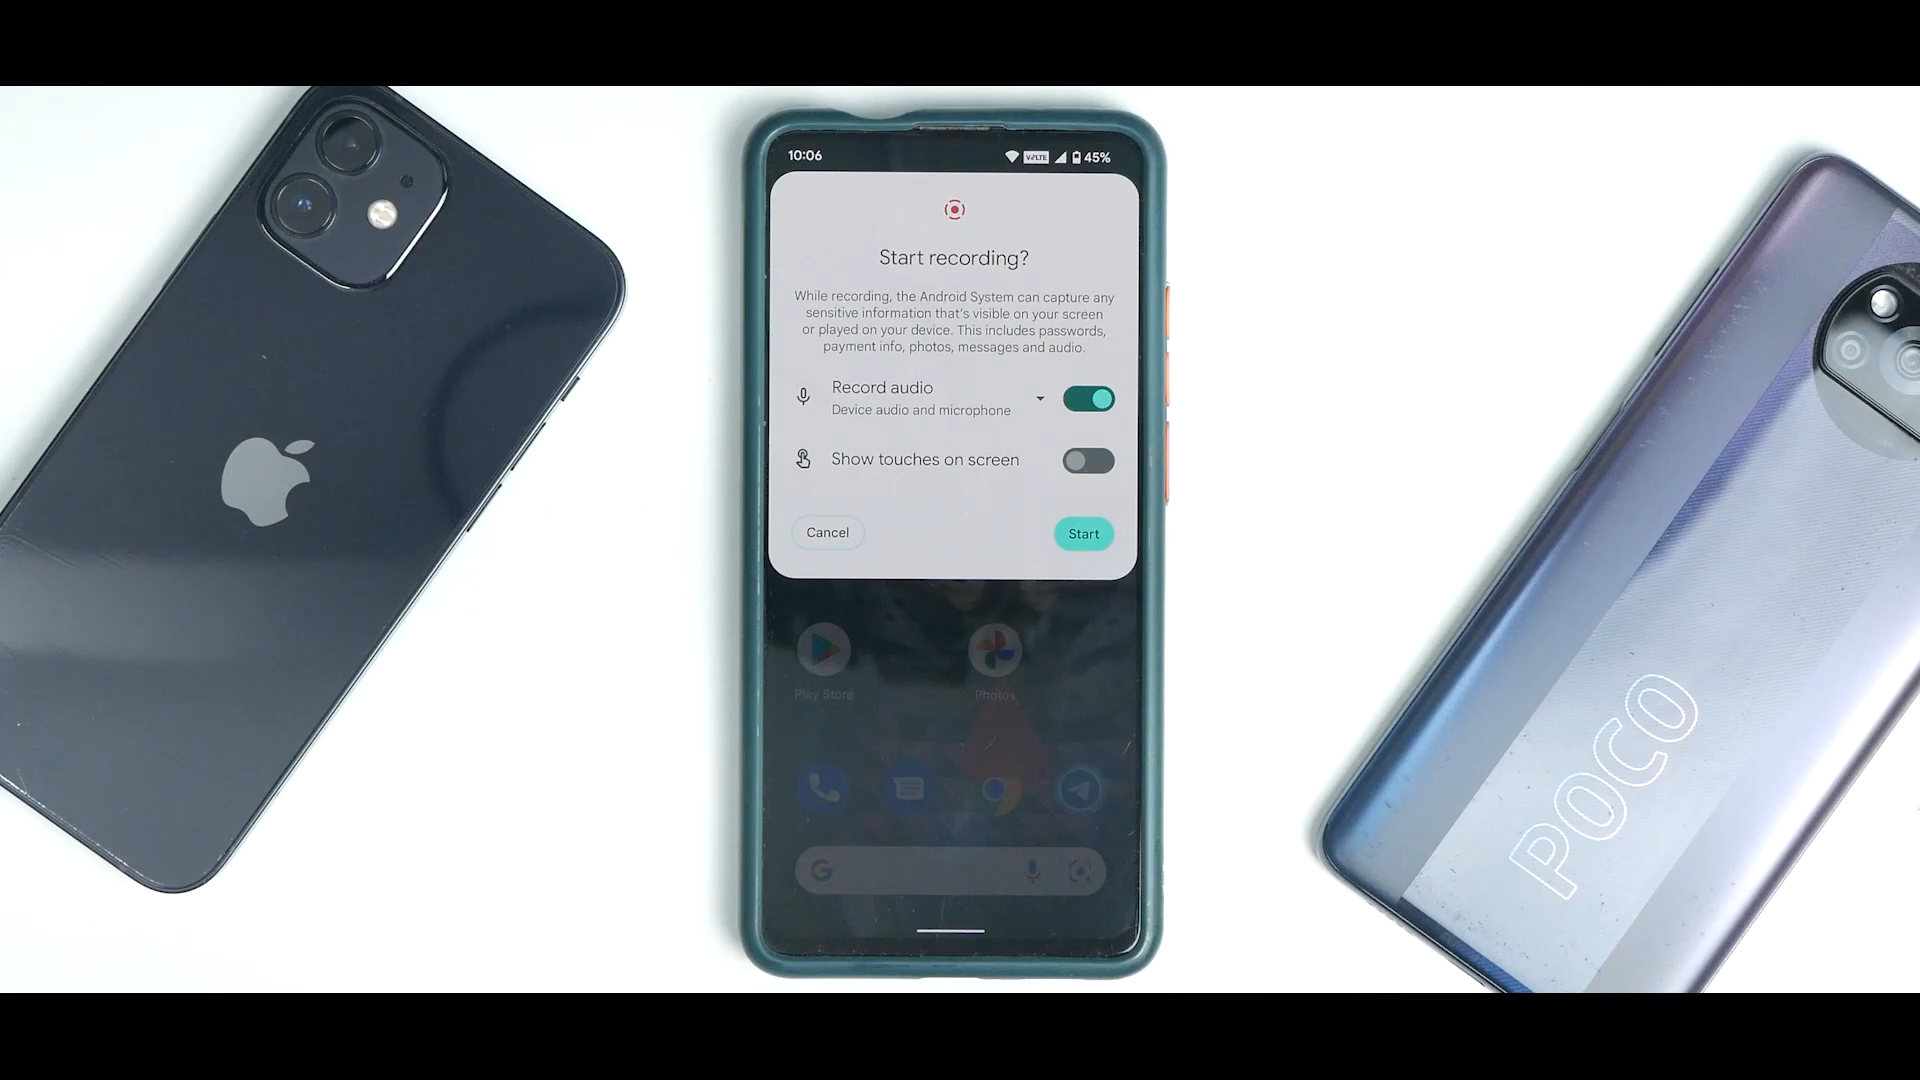 10:06
VoLTE
45%
Start recording?
While recording, the Android System can capture any
sensitive information that's visible on your screen
or played on your device. This includes passwords,
payment info, photos, messages and audio.
Record audio
Device audio and microphone
Show touches on screen
Cancel
Start
Play Store
Photos
G
POCO